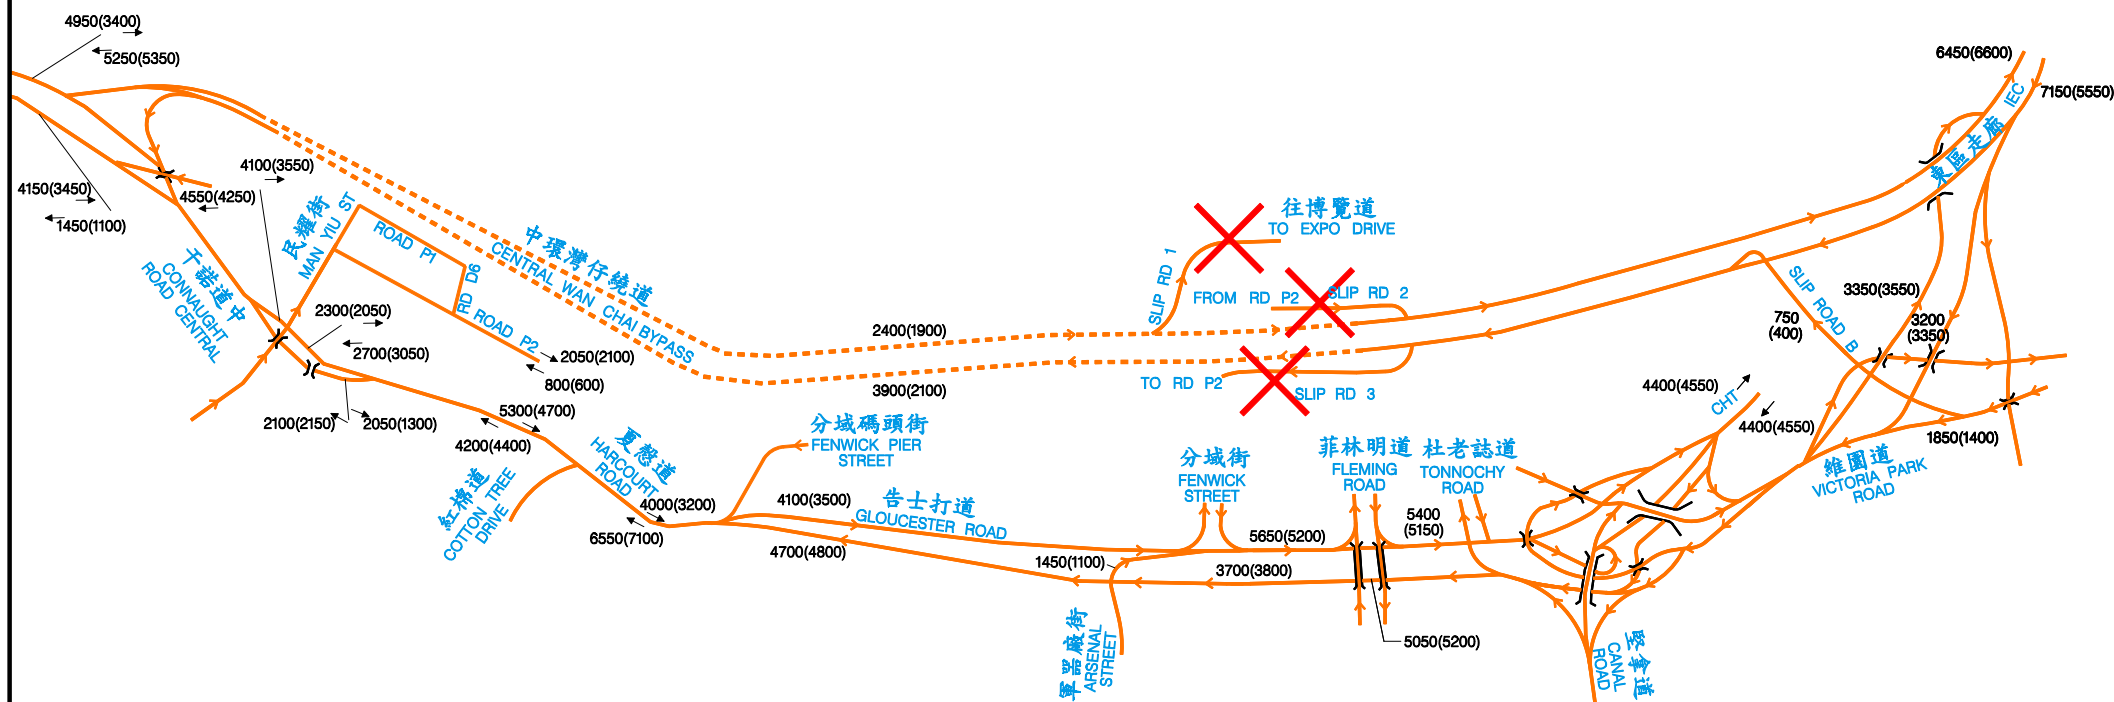 4950(3400)
5250(5350)
6450(6600)
7150(5550)
IEC
東區走廊
4100(3550)
4150(3450)
4550(4250)
1450(1100)
民耀街
MAN YIU ST
ROAD P1
RD D6
ROAD P2
中環灣仔繞道
CENTRAL WAN CHAI BYPASS
往博覽道
TO EXPO DRIVE
SLIP RD 1
FROM RD P2
SLIP RD 2
SLIP ROAD B
干諾道中
CONNAUGHT
ROAD CENTRAL
2300(2050)
2700(3050)
2400(1900)
3900(2100)
3350(3550)
750
(400)
3200
(3350)
2050(2100)
800(600)
TO RD P2
SLIP RD 3
4400(4550)
CHT
4400(4550)
2100(2150)
2050(1300)
5300(4700)
4200(4400)
1850(1400)
夏慤道
HARCOURT
ROAD
分域碼頭街
FENWICK PIER
STREET
分域街
FENWICK
STREET
菲林明道
FLEMING
ROAD
杜老誌道
TONNOCHY
ROAD
維園道
VICTORIA PARK
ROAD
紅棉道
COTTON TREE
DRIVE
4000(3200)
6550(7100)
4100(3500)
告士打道
GLOUCESTER ROAD
4700(4800)
5650(5200)
5400
(5150)
1450(1100)
3700(3800)
5050(5200)
軍器廠街
ARSENAL
STREET
堅拿道
CANAL
ROAD